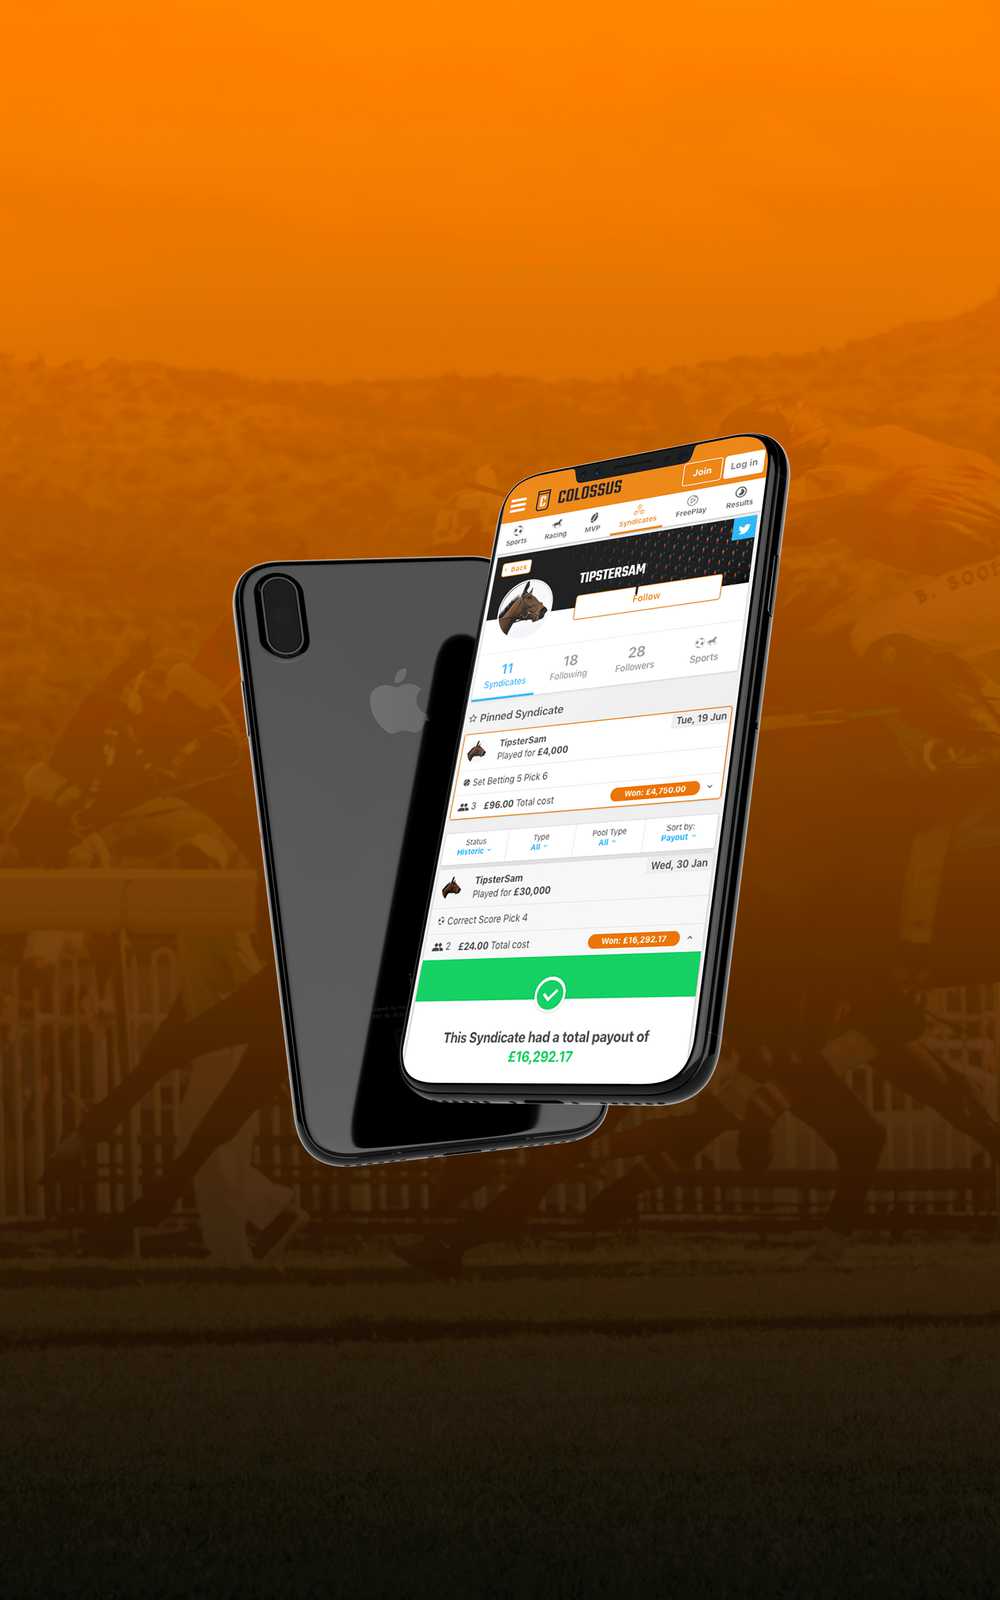 COLOSSUS
Join
Log in
Sports
Racing
MVP
Syndicates
FreePlay
Results
Back
TIPSTERSAM
Follow
11
Syndicates
18
Following
28
Followers
Sports
Pinned Syndicate
Tue, 19 Jun
TipsterSam
Played for £4,000
Set Betting 5 Pick 6
3 £96.00 Total cost
Won: £4,750.00
Status
Historic
Type
All
Pool Type
All
Sort by:
Payout
Wed, 30 Jan
TipsterSam
Played for £30,000
Correct Score Pick 4
2 £24.00 Total cost
Won: £16,292.17
This Syndicate had a total payout of
£16,292.17